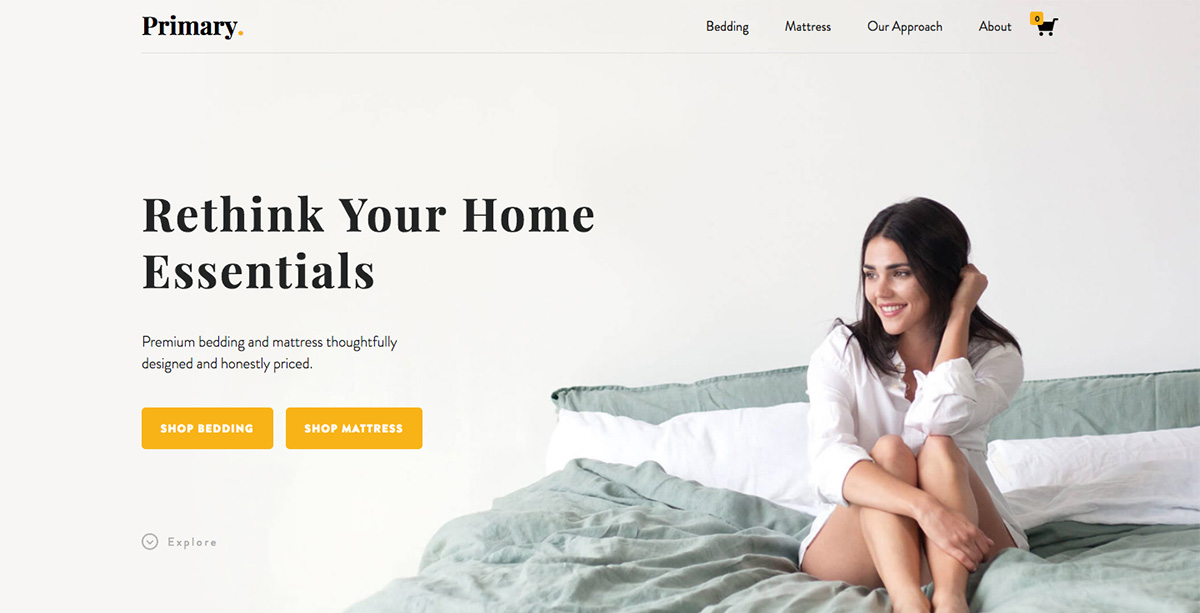 Primary.
Bedding
Mattress
Our Approach
About
0
Rethink Your Home
Essentials
Premium bedding and mattress thoughtfully
designed and honestly priced.
SHOP BEDDING
SHOP MATTRESS
Explore